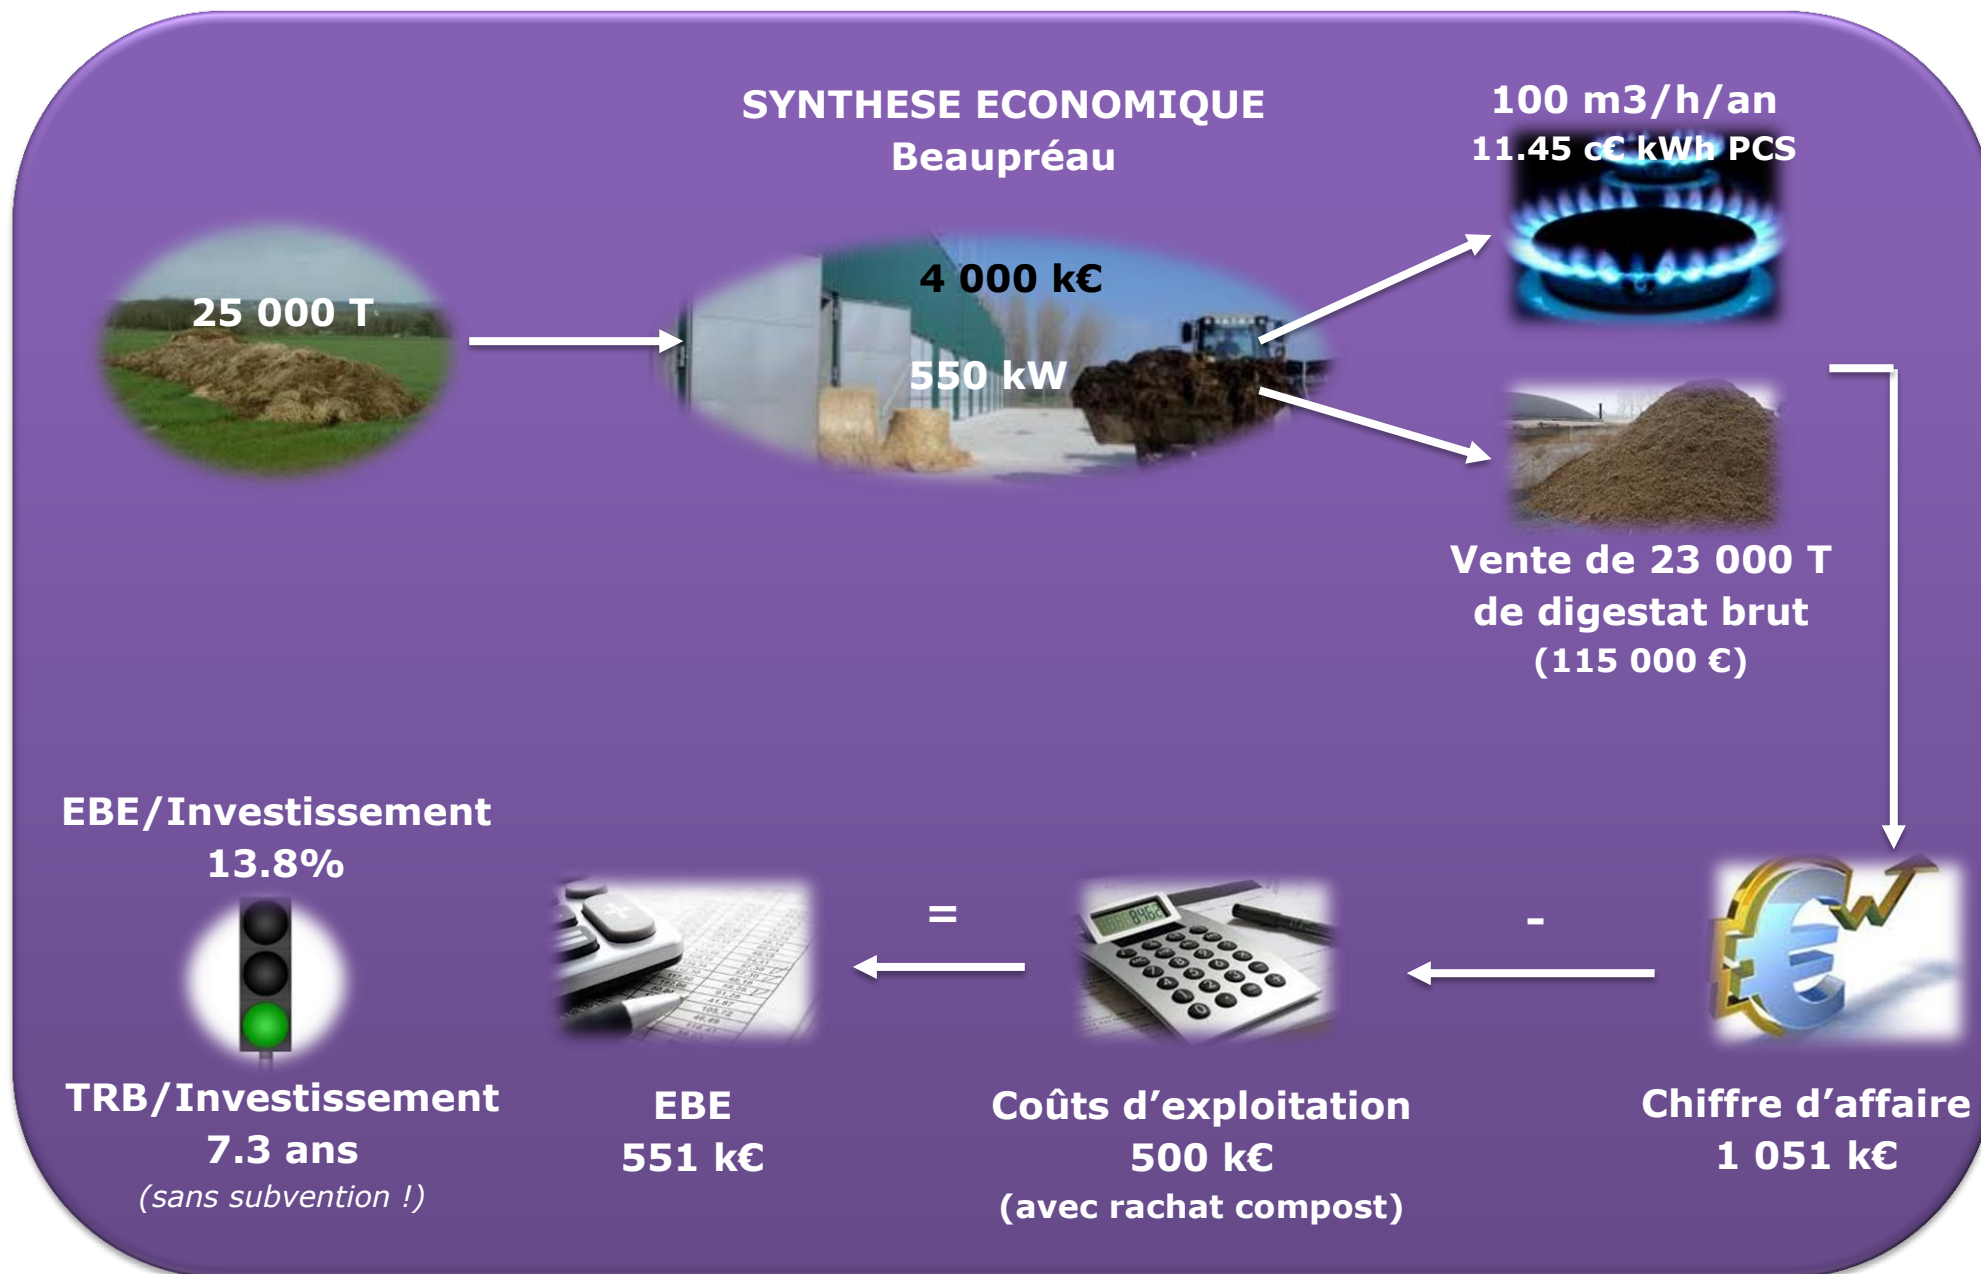 SYNTHESE ECONOMIQUE
Beaupréau
100 m3/h/an
11.45 c€ kWh PCS
25 000 T
4 000 k€
550 kW
Vente de 23 000 T
de digestat brut
(115 000 €)
EBE/Investissement
13.8%
TRB/Investissement
7.3 ans
(sans subvention !)
=
EBE
551 k€
-
Coûts d’exploitation
500 k€
(avec rachat compost)
Chiffre d’affaire
1 051 k€